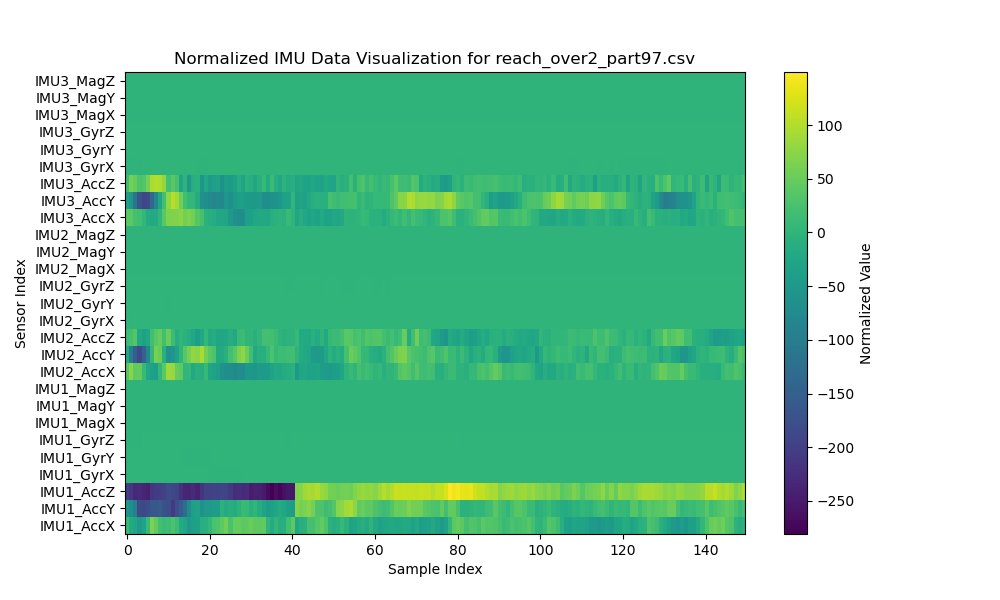 Normalized IMU Data Visualization for reach_over2_part97.csv
IMU3_MagZ
IMU3_MagY
IMU3_MagX
IMU3_GyrZ
IMU3_GyrY
IMU3_GyrX
IMU3_AccZ
IMU3_AccY
IMU3_AccX
IMU2_MagZ
IMU2_MagY
IMU2_MagX
IMU2_GyrZ
IMU2_GyrY
IMU2_GyrX
IMU2_AccZ
IMU2_AccY
IMU2_AccX
IMU1_MagZ
IMU1_MagY
IMU1_MagX
IMU1_GyrZ
IMU1_GyrY
IMU1_GyrX
IMU1_AccZ
IMU1_AccY
IMU1_AccX
Sensor Index
0 20 40 60 80 100 120 140
Sample Index
100
50
0
−50
−100
−150
−200
−250
Normalized Value